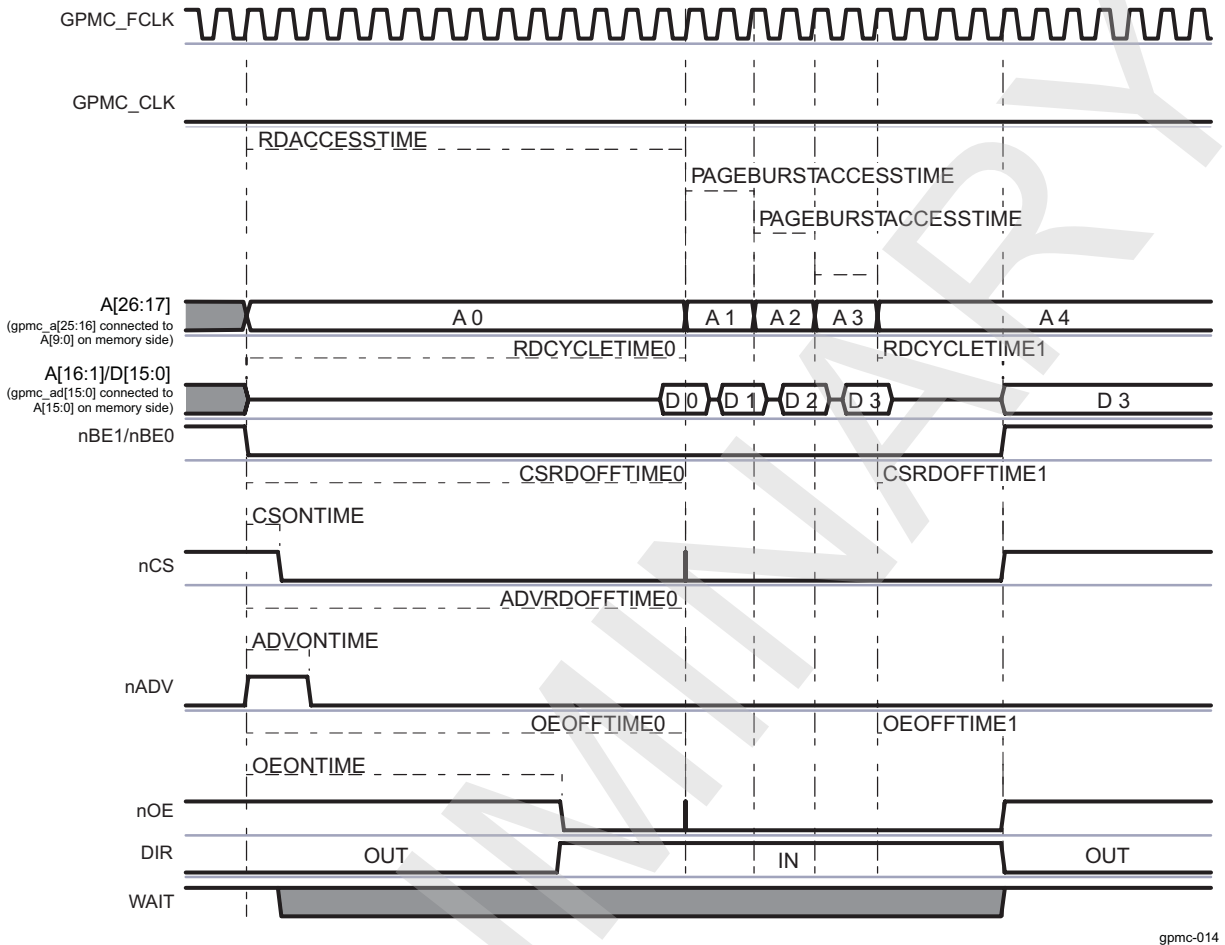 GPMC_FCLK
GPMC_CLK
RDACCESSTIME
PAGEBURSTACCESSTIME
PAGEBURSTACCESSTIME
A[26:17]
(gpmc_a[25:16] connected to
A[9:0] on memory side)
A 0 A 1 A 2 A 3 A 4
RDCYCLETIME0 RDCYCLETIME1
A[16:1]/D[15:0]
(gpmc_ad[15:0] connected to
A[15:0] on memory side)
D 0 D 1 D 2 D 3 D 3
nBE1/nBE0
CSRDOFFTIME0 CSRDOFFTIME1
CSONTIME
nCS
ADVRDOFFTIME0
ADVONTIME
nADV
OEOFFTIME0 OEOFFTIME1
OEONTIME
nOE
DIR OUT IN OUT
WAIT
gpmc-014
IMINARY